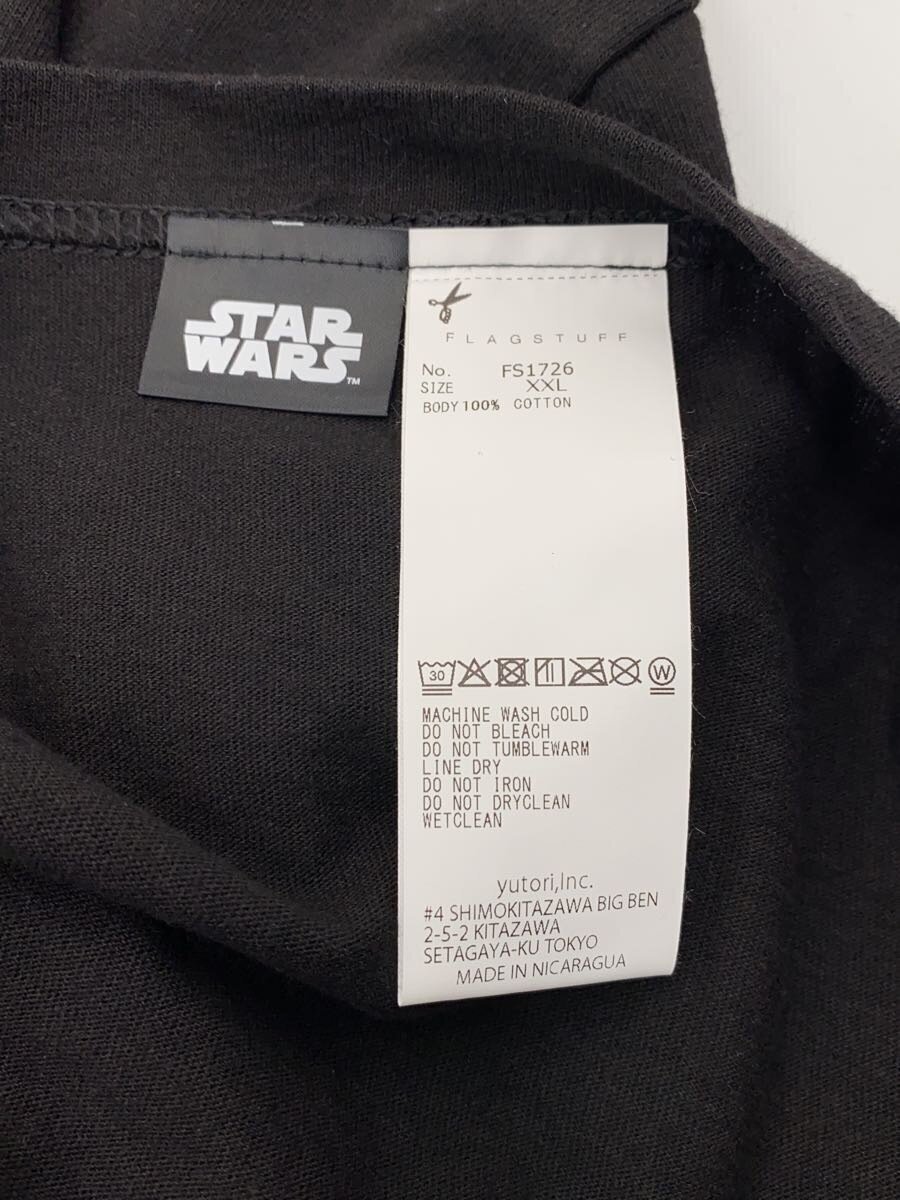 STAR
WARS™
FLAGSTUFF
No. FS1726
SIZE XXL
BODY 100% COTTON
30
W
MACHINE WASH COLD
DO NOT BLEACH
DO NOT TUMBLEWARM
LINE DRY
DO NOT IRON
DO NOT DRYCLEAN
WETCLEAN
yutori,Inc.
#4 SHIMOKITAZAWA BIG BEN
2-5-2 KITAZAWA
SETAGAYA-KU TOKYO
MADE IN NICARAGUA